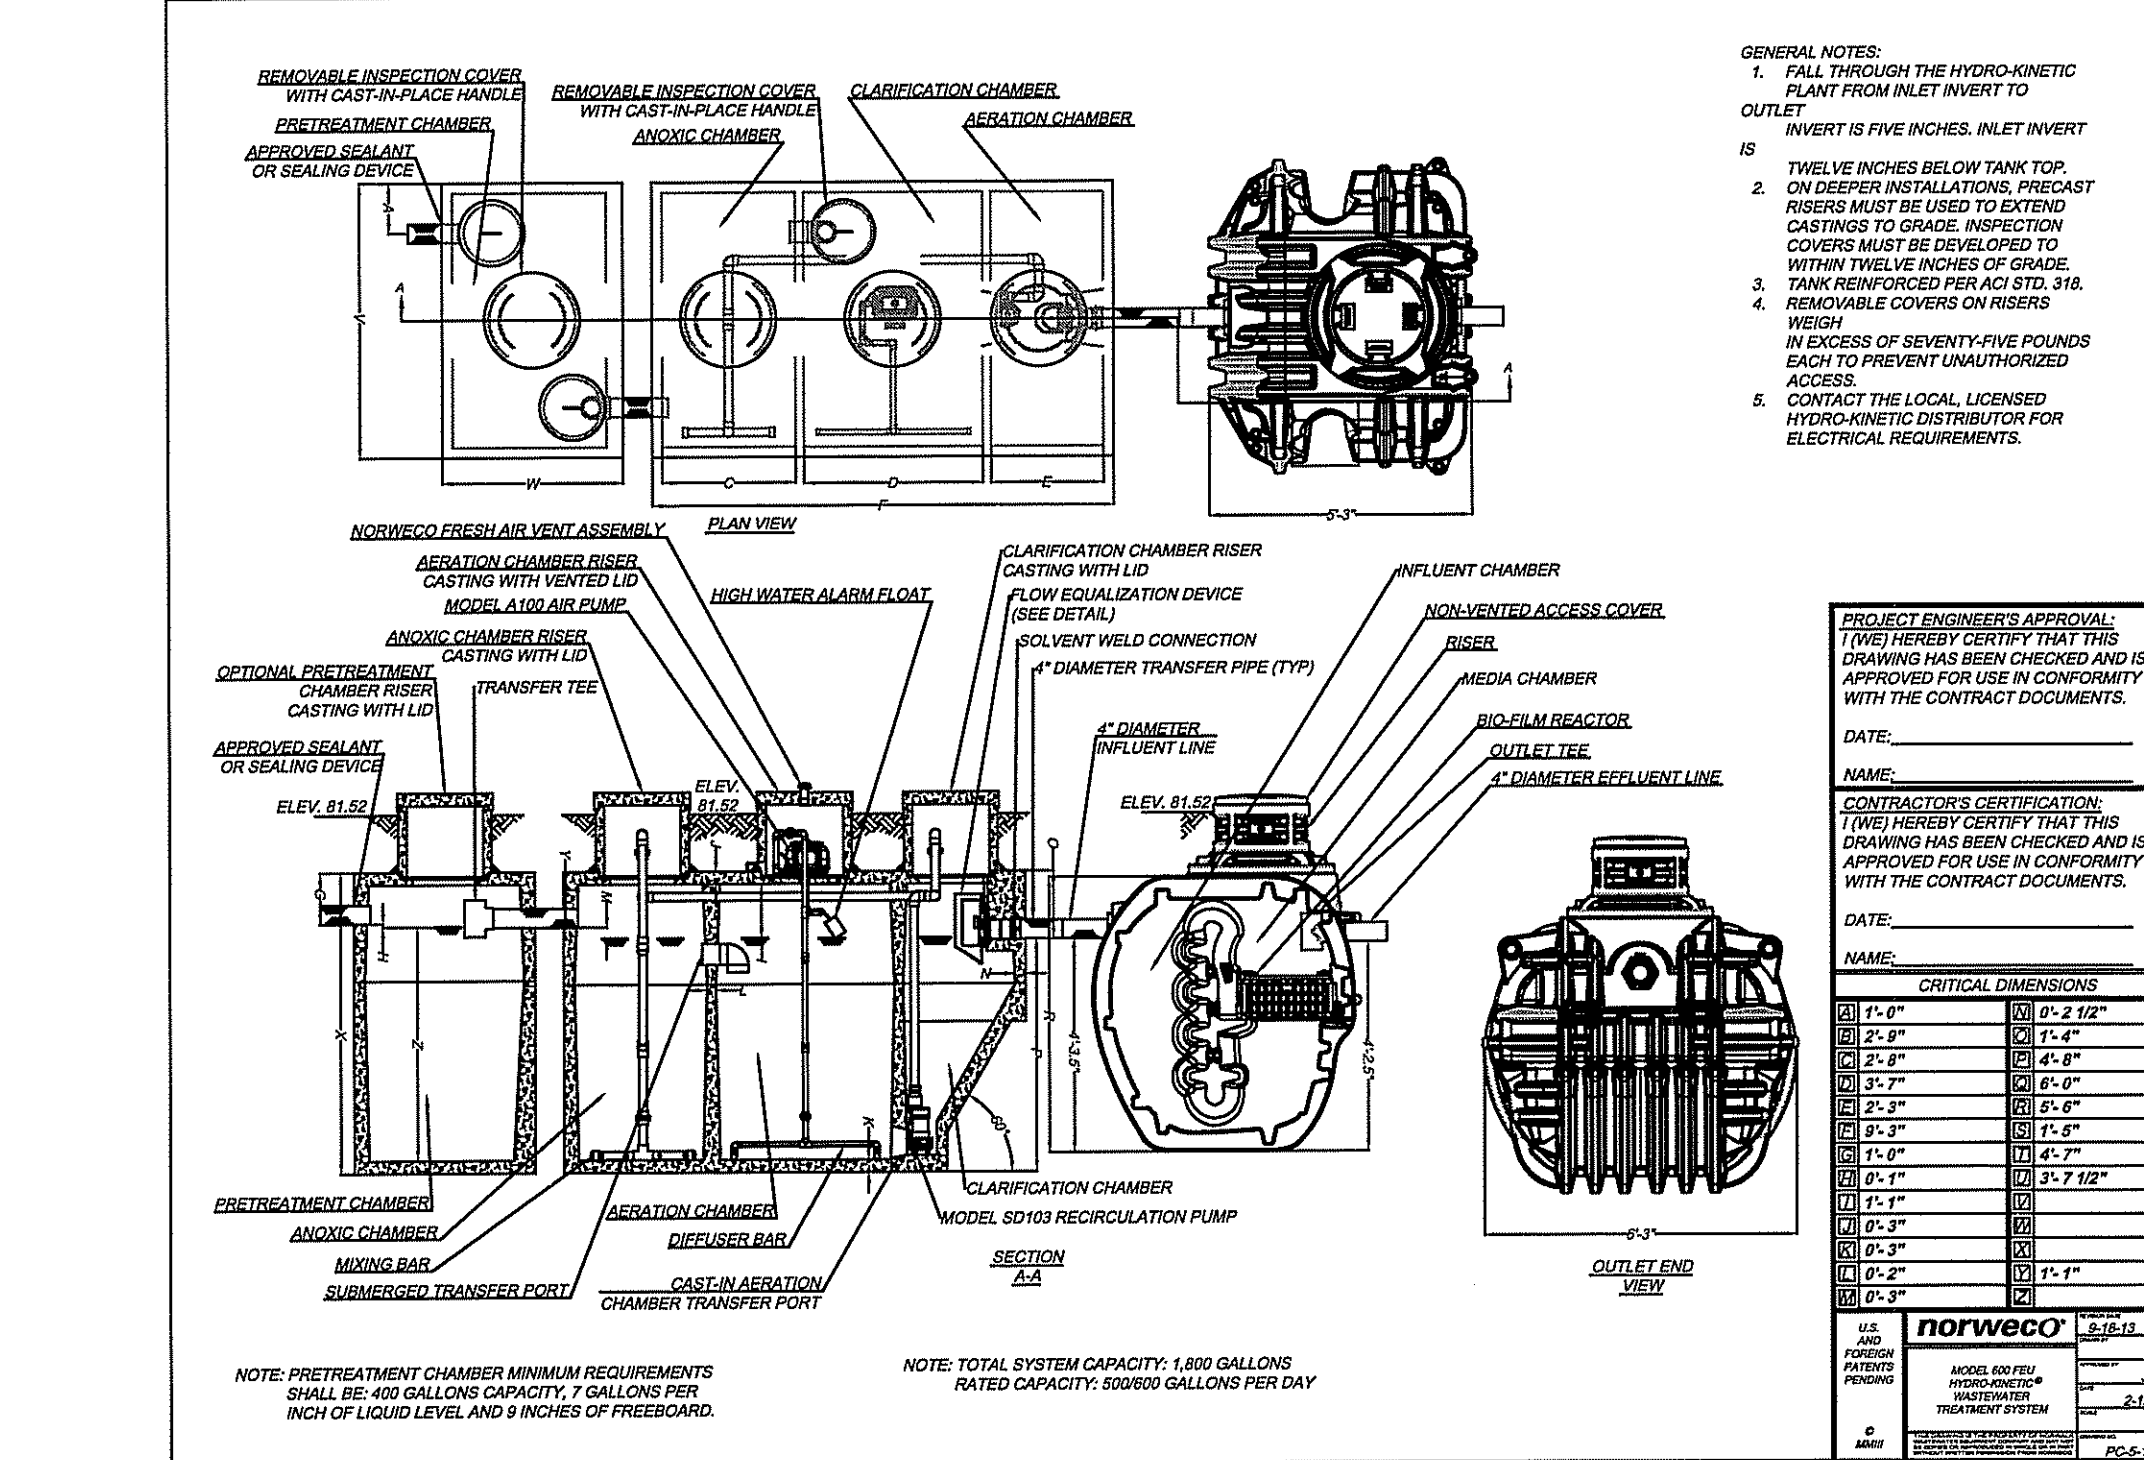 REMOVABLE INSPECTION COVER
WITH CAST-IN-PLACE HANDLE
PRETREATMENT CHAMBER
APPROVED SEALANT
OR SEALING DEVICE
REMOVABLE INSPECTION COVER
WITH CAST-IN-PLACE HANDLE
ANOXIC CHAMBER
CLARIFICATION CHAMBER
AERATION CHAMBER
A
A
V
W
C
D
E
F
A
5'-3"
PLAN VIEW
GENERAL NOTES:
1. FALL THROUGH THE HYDRO-KINETIC
PLANT FROM INLET INVERT TO
OUTLET
INVERT IS FIVE INCHES. INLET INVERT
IS
TWELVE INCHES BELOW TANK TOP.
2. ON DEEPER INSTALLATIONS, PRECAST
RISERS MUST BE USED TO EXTEND
CASTINGS TO GRADE. INSPECTION
COVERS MUST BE DEVELOPED TO
WITHIN TWELVE INCHES OF GRADE.
3. TANK REINFORCED PER ACI STD. 318.
4. REMOVABLE COVERS ON RISERS
WEIGH
IN EXCESS OF SEVENTY-FIVE POUNDS
EACH TO PREVENT UNAUTHORIZED
ACCESS.
5. CONTACT THE LOCAL, LICENSED
HYDRO-KINETIC DISTRIBUTOR FOR
ELECTRICAL REQUIREMENTS.
NORWECO FRESH AIR VENT ASSEMBLY
AERATION CHAMBER RISER
CASTING WITH VENTED LID
MODEL A100 AIR PUMP
ANOXIC CHAMBER RISER
CASTING WITH LID
OPTIONAL PRETREATMENT
CHAMBER RISER
CASTING WITH LID
TRANSFER TEE
APPROVED SEALANT
OR SEALING DEVICE
HIGH WATER ALARM FLOAT
CLARIFICATION CHAMBER RISER
CASTING WITH LID
FLOW EQUALIZATION DEVICE
(SEE DETAIL)
SOLVENT WELD CONNECTION
4" DIAMETER TRANSFER PIPE (TYP)
4" DIAMETER
INFLUENT LINE
INFLUENT CHAMBER
NON-VENTED ACCESS COVER
RISER
MEDIA CHAMBER
BIO-FILM REACTOR
OUTLET TEE
4" DIAMETER EFFLUENT LINE
ELEV. 81.52
ELEV.
81.52
ELEV. 81.52
G
H
X
Z
Y
M
J
I
L
K
N
O
R
P
60°
4'-3.5"
4'-2.5"
PRETREATMENT CHAMBER
ANOXIC CHAMBER
MIXING BAR
SUBMERGED TRANSFER PORT
AERATION CHAMBER
DIFFUSER BAR
CAST-IN AERATION
CHAMBER TRANSFER PORT
CLARIFICATION CHAMBER
MODEL SD103 RECIRCULATION PUMP
SECTION
A-A
6'-3"
OUTLET END
VIEW
NOTE: PRETREATMENT CHAMBER MINIMUM REQUIREMENTS
SHALL BE: 400 GALLONS CAPACITY, 7 GALLONS PER
INCH OF LIQUID LEVEL AND 9 INCHES OF FREEBOARD.
NOTE: TOTAL SYSTEM CAPACITY: 1,800 GALLONS
RATED CAPACITY: 500/600 GALLONS PER DAY
PROJECT ENGINEER'S APPROVAL:
I (WE) HEREBY CERTIFY THAT THIS
DRAWING HAS BEEN CHECKED AND IS
APPROVED FOR USE IN CONFORMITY
WITH THE CONTRACT DOCUMENTS.
DATE:
NAME:
CONTRACTOR'S CERTIFICATION:
I (WE) HEREBY CERTIFY THAT THIS
DRAWING HAS BEEN CHECKED AND IS
APPROVED FOR USE IN CONFORMITY
WITH THE CONTRACT DOCUMENTS.
DATE:
NAME:
CRITICAL DIMENSIONS
A 1'-0" N 0'-2 1/2"
B 2'-9" O 1'-4"
C 2'-8" P 4'-8"
D 3'-7" Q 6'-0"
E 2'-3" R 5'-6"
F 9'-3" S 1'-5"
G 1'-0" T 4'-7"
H 0'-1" U 3'-7 1/2"
I 1'-1" V
J 0'-3" W
K 0'-3" X
L 0'-2" Y 1'-1"
M 0'-3" Z
U.S.
AND
FOREIGN
PATENTS
PENDING
©
MMIII
norweco
MODEL 600 FEU
HYDRO-KINETIC®
WASTEWATER
TREATMENT SYSTEM
9-18-13
2-1
PC-5-